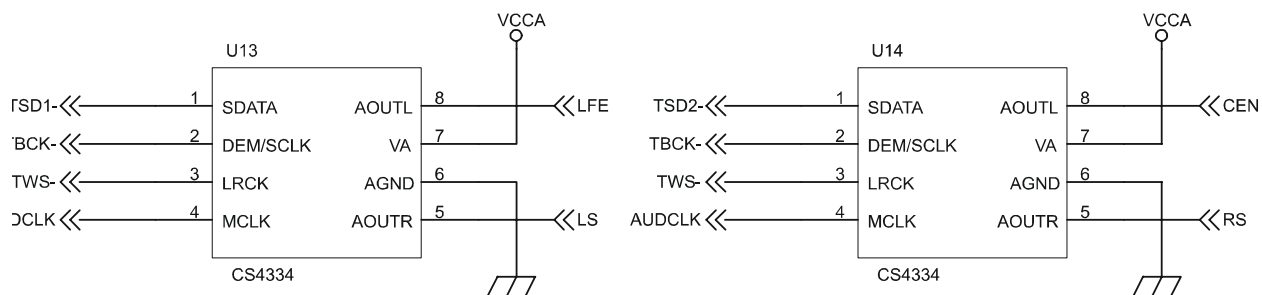 VCCA
U13
TSD1-
1
SDATA
AOUTL
8
LFE
TBCK-
2
DEM/SCLK
VA
7
TWS-
3
LRCK
AGND
6
DCLK
4
MCLK
AOUTR
5
LS
CS4334
VCCA
U14
TSD2-
1
SDATA
AOUTL
8
CEN
TBCK-
2
DEM/SCLK
VA
7
TWS-
3
LRCK
AGND
6
AUDCLK
4
MCLK
AOUTR
5
RS
CS4334